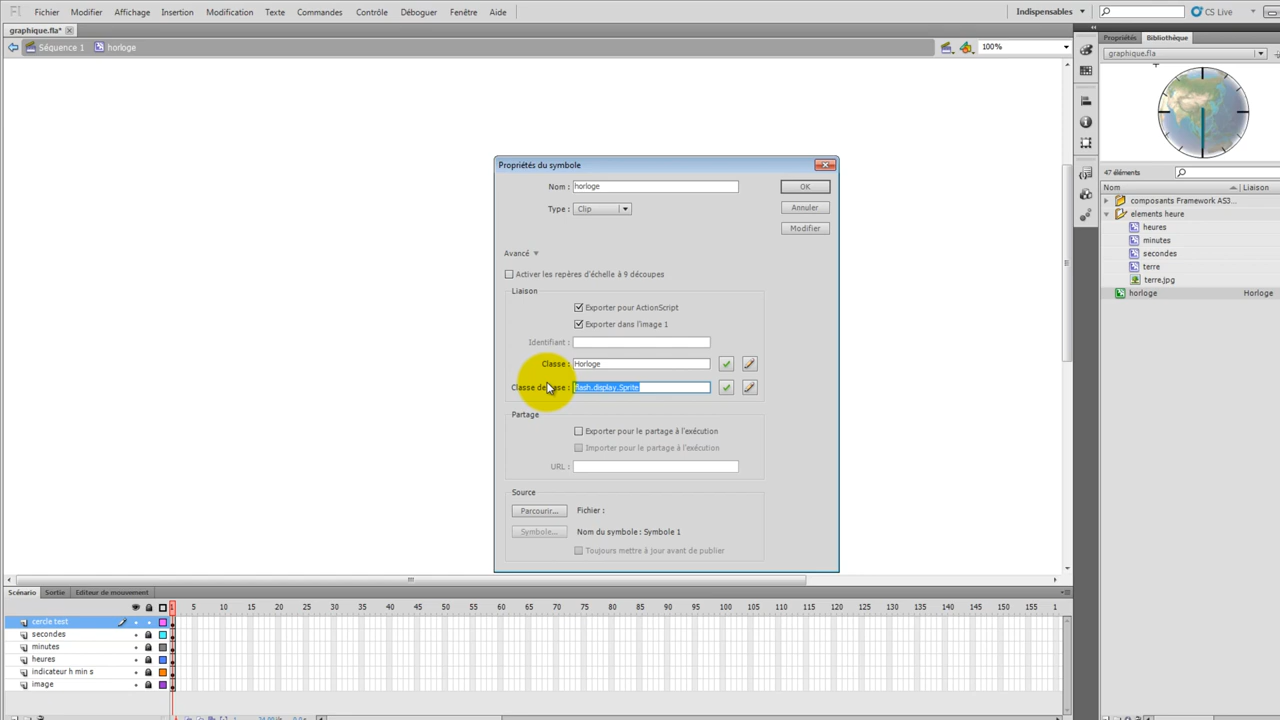 Fl Fichier Modifier Affichage Insertion Modification Texte Commandes Contrôle Déboguer Fenêtre Aide Indispensables CS Live
graphique.fla*
Séquence 1 horloge 100%
Propriétés Bibliothèque
graphique.fla
47 éléments
Nom Liaison
composants Framework AS3...
elements heure
heures
minutes
secondes
terre
terre.jpg
horloge Horloge
Propriétés du symbole
Nom : horloge OK
Type : Clip Annuler
Modifier
Avancé
Activer les repères d'échelle à 9 découpes
Liaison
Exporter pour ActionScript
Exporter dans l'image 1
Identifiant :
Classe : Horloge
Classe de base : flash.display.Sprite
Partage
Exporter pour le partage à l'exécution
Importer pour le partage à l'exécution
URL :
Source
Parcourir... Fichier :
Symbole... Nom du symbole : Symbole 1
Toujours mettre à jour avant de publier
Scénario Sortie Editeur de mouvement
1 5 10 15 20 25 30 35 40 45 50 55 60 65 70 75 80 85 90 95 100 105 110 115 120 125 130 135 140 145 150 155 1
cercle test
secondes
minutes
heures
indicateur h min s
image